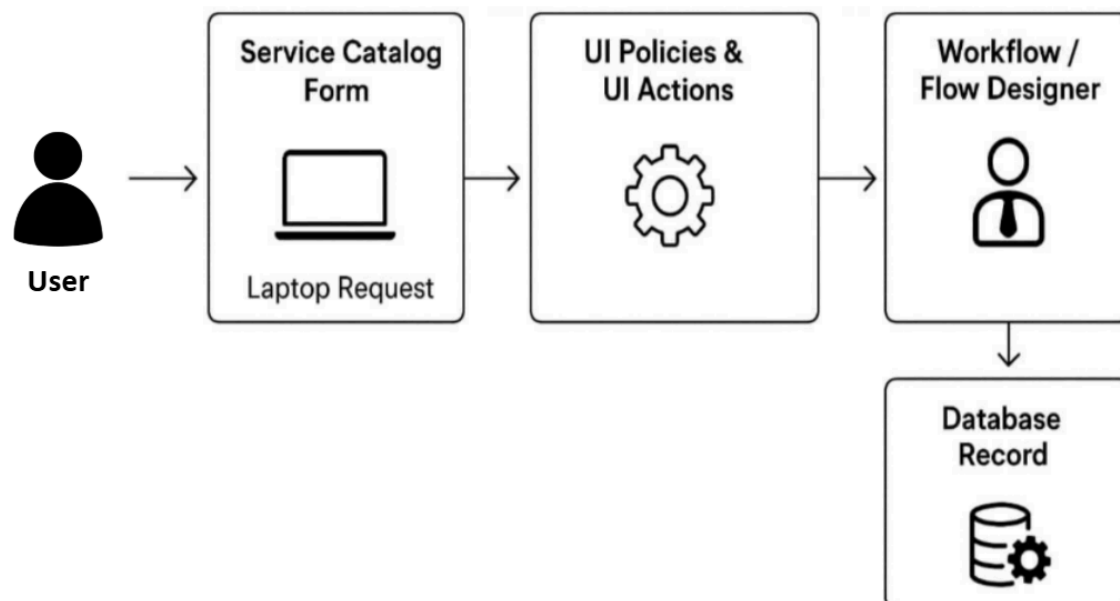 Service Catalog
Form
Laptop Request
UI Policies &
UI Actions
Workflow /
Flow Designer
User
Database
Record